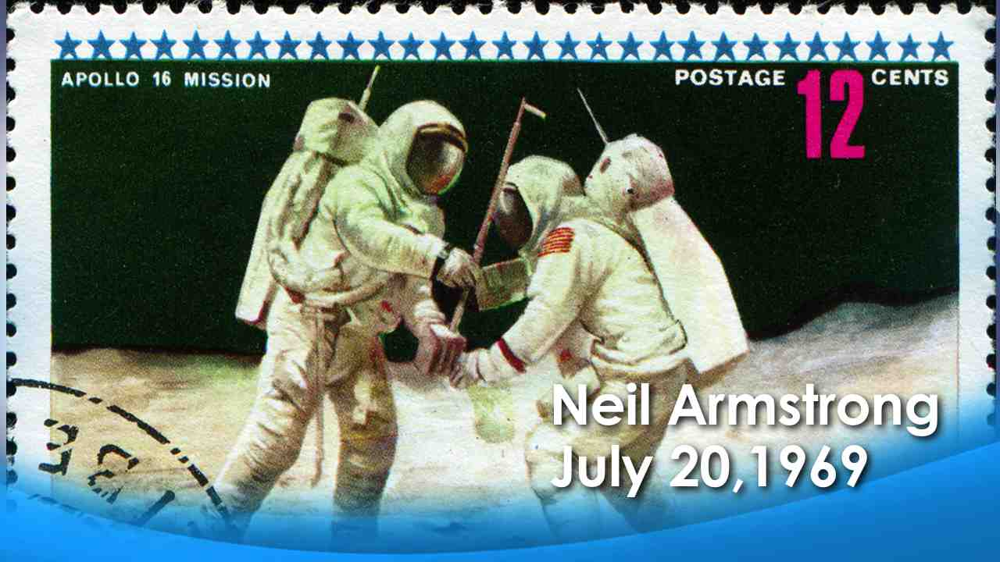 APOLLO 16 MISSION
POSTAGE 12 CENTS
Neil Armstrong
July 20,1969